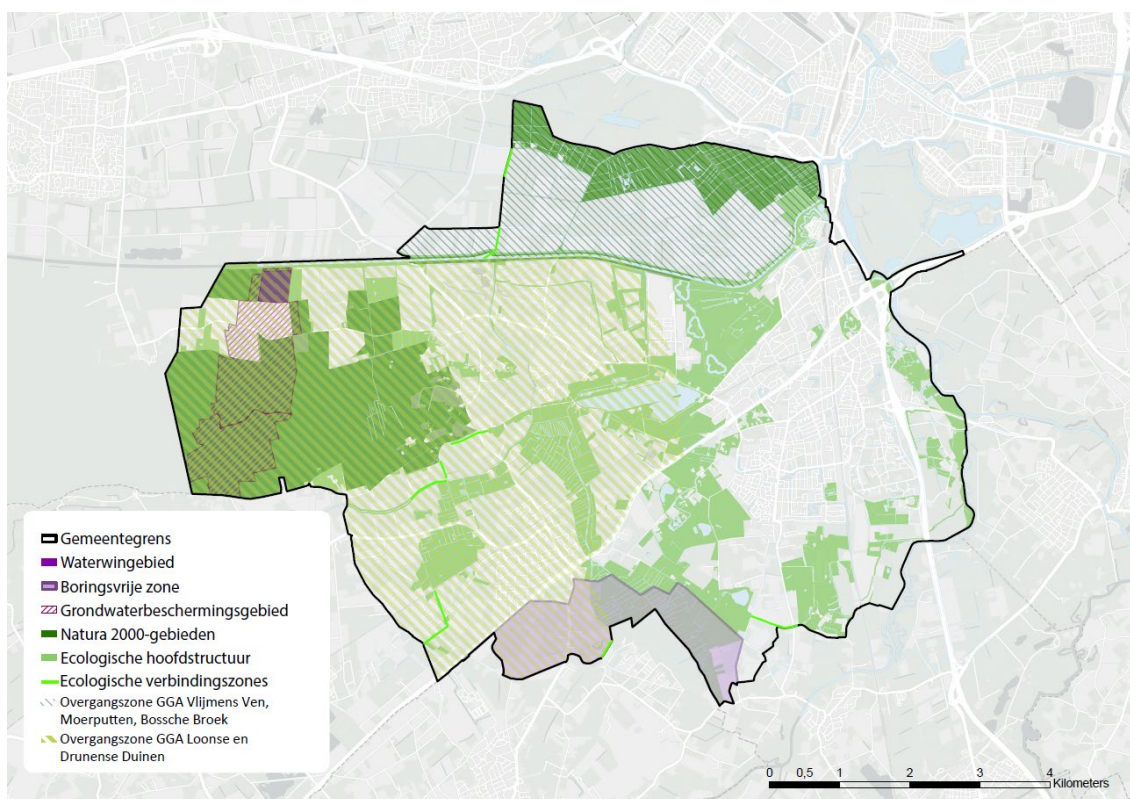 Gemeentegrens
Waterwingebied
Boringsvrije zone
Grondwaterbeschermingsgebied
Natura 2000-gebieden
Ecologische hoofdstructuur
Ecologische verbindingszones
Overgangszone GGA Vlijmens Ven,
Moerputten, Bossche Broek
Overgangszone GGA Loonse en
Drunense Duinen
0 0,5 1 2 3 4
Kilometers